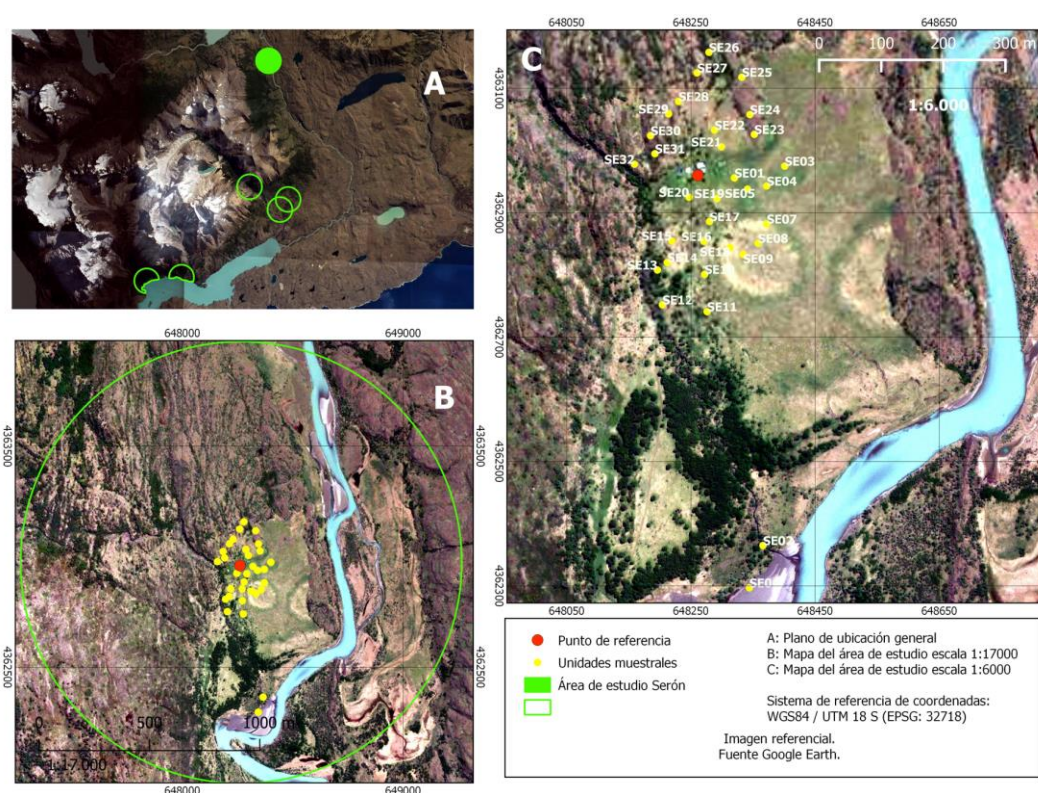 A
648000
649000
B
4363500
4363500
4362500
4362500
0
500
1000 m
1:17.000
648000
649000
648050
648250
648450
648650
C
0
100
200
300 m
1:6.000
4363100
4363100
4362900
4362900
4362700
4362700
4362500
4362500
4362300
4362300
SE26
SE27
SE25
SE28
SE29
SE24
SE22
SE23
SE30
SE21
SE31
SE32
SE03
SE01
SE04
SE20
SE19
SE05
SE17
SE07
SE15
SE16
SE08
SE09
SE14
SE13
SE12
SE11
SE02
648050
648250
648450
648650
Punto de referencia
Unidades muestrales
Área de estudio Serón
A: Plano de ubicación general
B: Mapa del área de estudio escala 1:17000
C: Mapa del área de estudio escala 1:6000
Sistema de referencia de coordenadas:
WGS84 / UTM 18 S (EPSG: 32718)
Imagen referencial.
Fuente Google Earth.